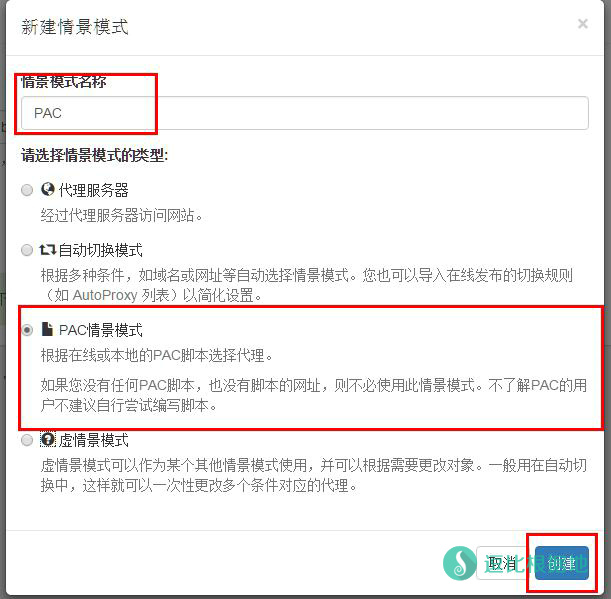 新建情景模式
×
情景模式名称
PAC
请选择情景模式的类型:
代理服务器
经过代理服务器访问网站。
自动切换模式
根据多种条件，如域名或网址等自动选择情景模式。您也可以导入在线发布的切换规则
（如 AutoProxy 列表）以简化设置。
PAC情景模式
根据在线或本地的PAC脚本选择代理。
如果您没有任何PAC脚本，也没有脚本的网址，则不必使用此情景模式。不了解PAC的用
户不建议自行尝试编写脚本。
虚情景模式
虚情景模式可以作为某个其他情景模式使用，并可以根据需要更改对象。一般用在自动切
换中，这样就可以一次性更改多个条件对应的代理。
取消
创建
逗比根据地